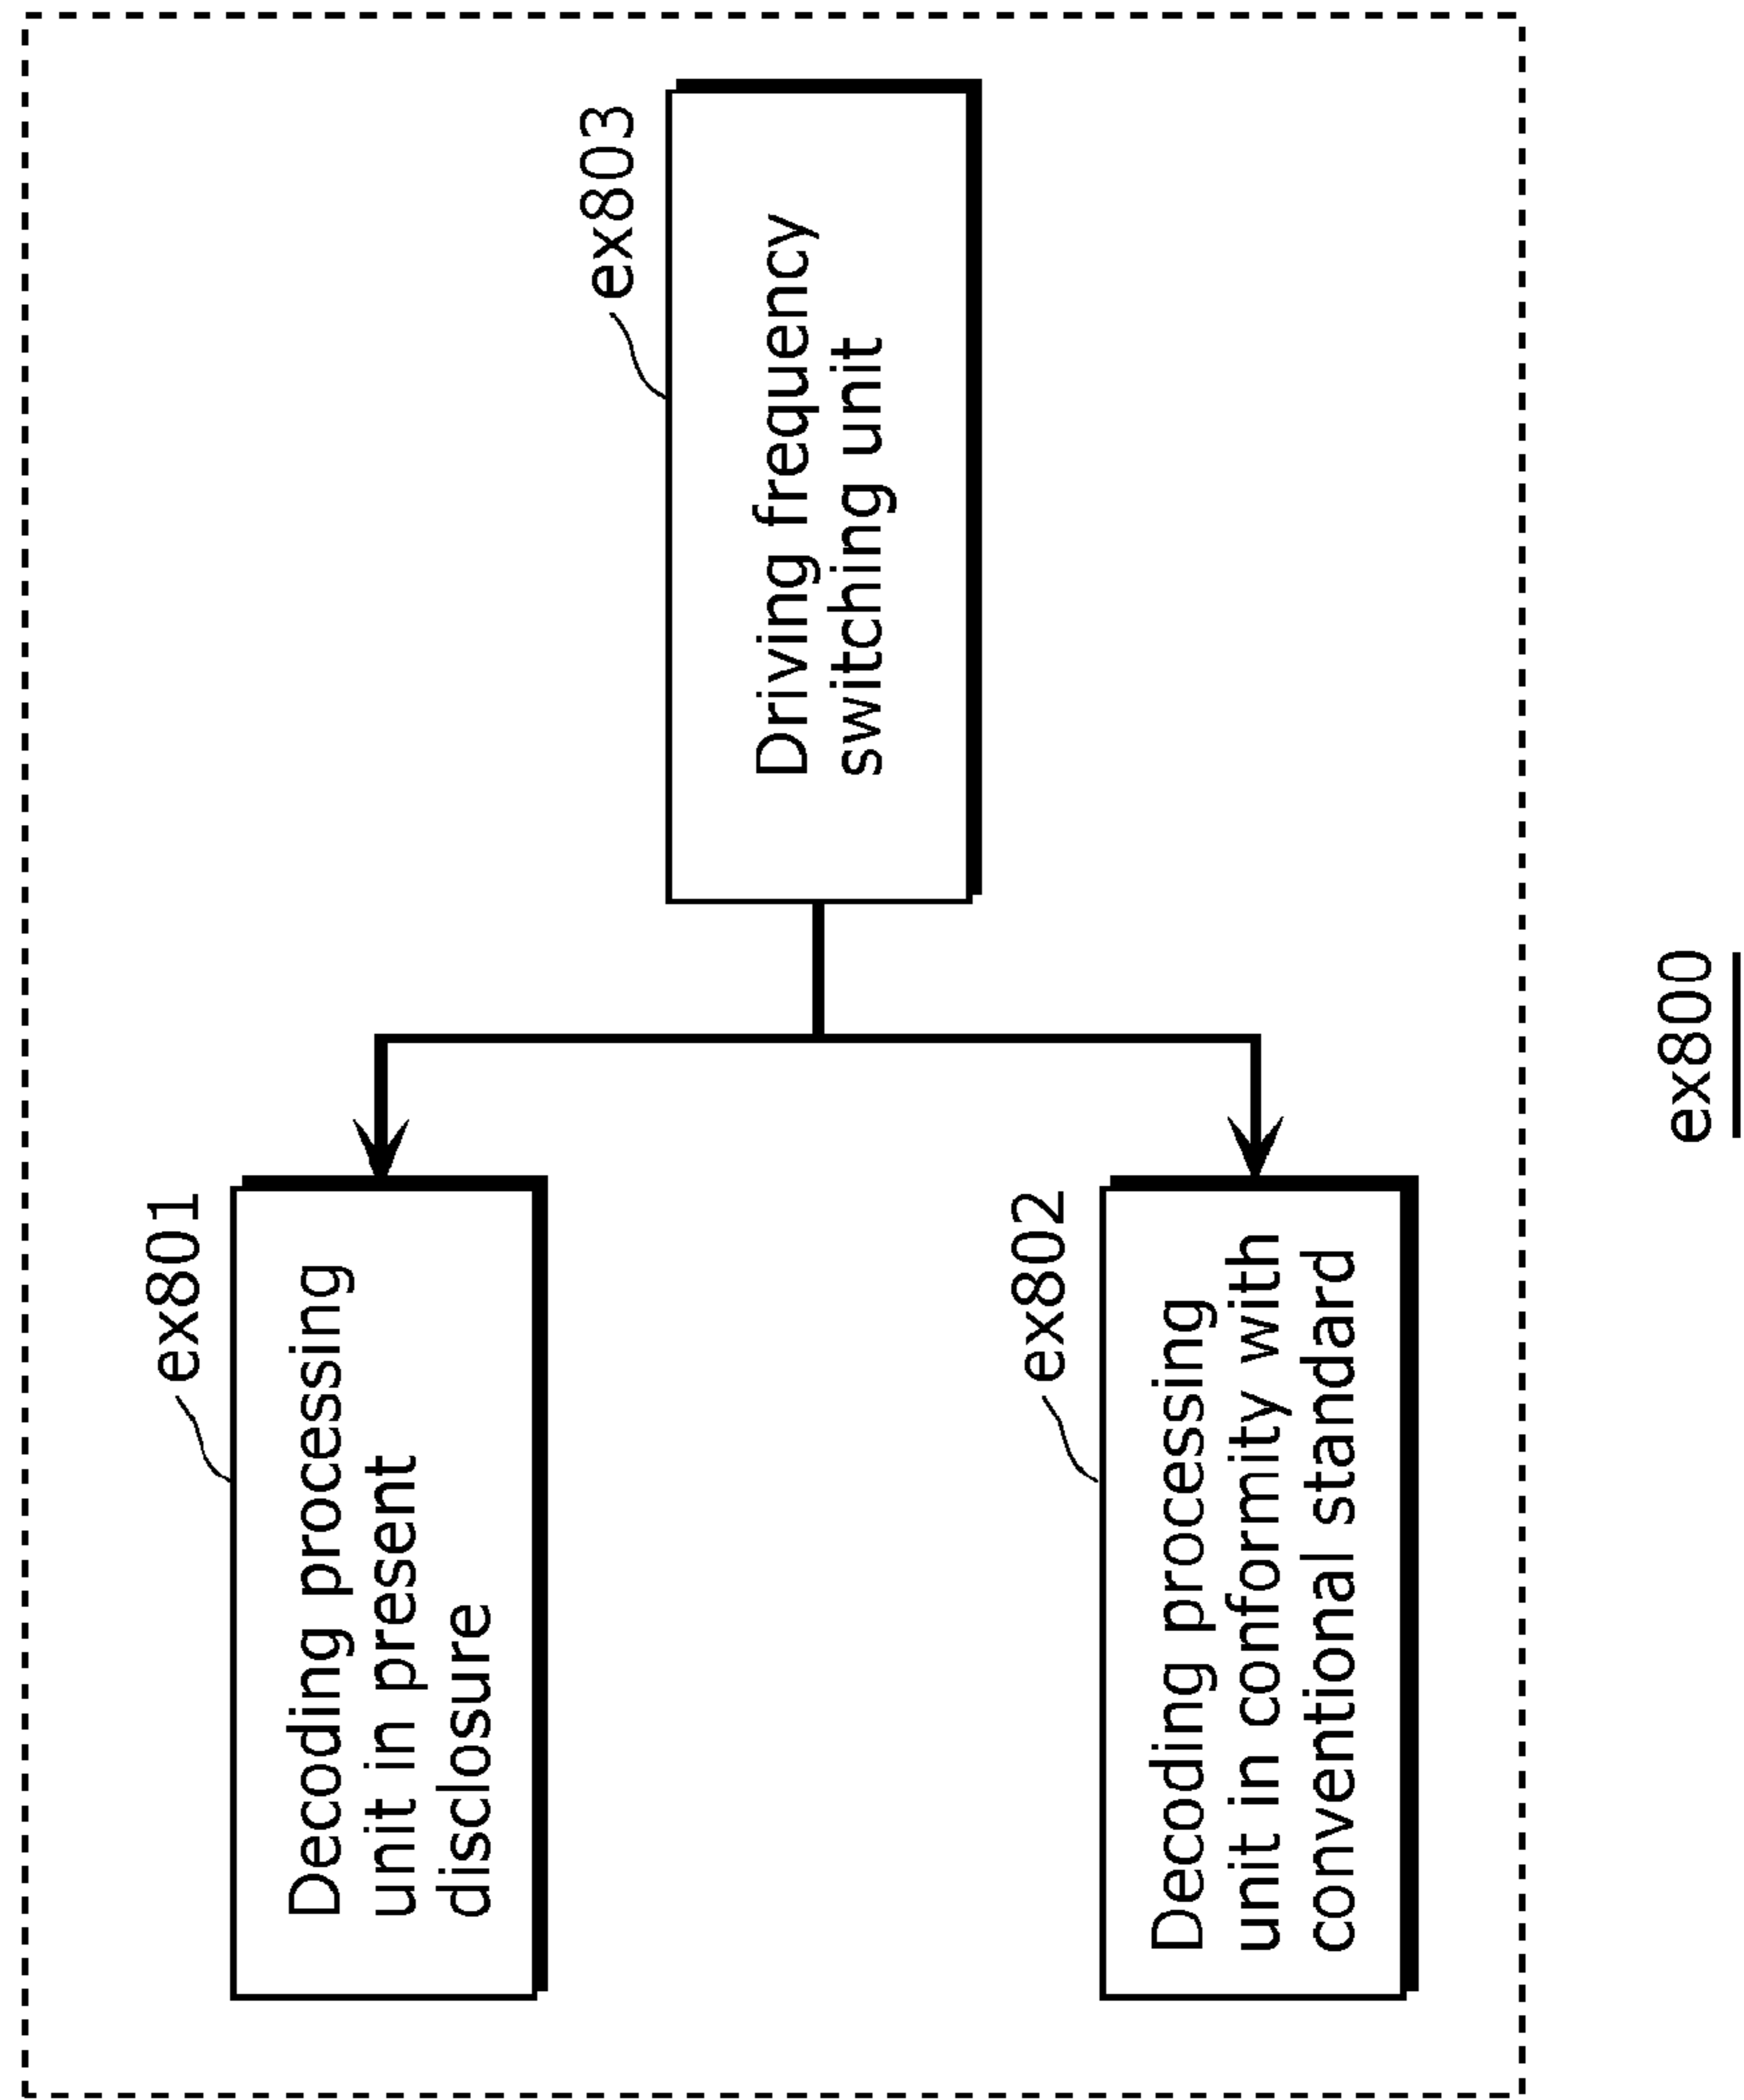 ex801
Decoding processing
unit in present
disclosure
ex803
Driving frequency
switching unit
ex802
Decoding processing
unit in conformity with
conventional standard
ex800